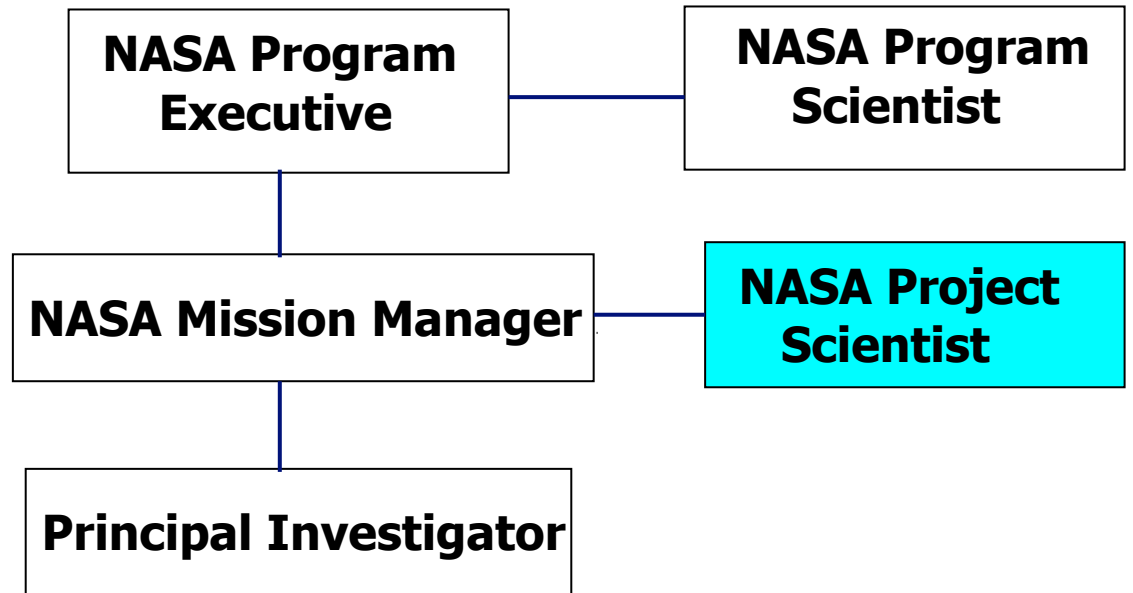 NASA Program
Executive
NASA Program
Scientist
NASA Mission Manager
NASA Project
Scientist
Principal Investigator